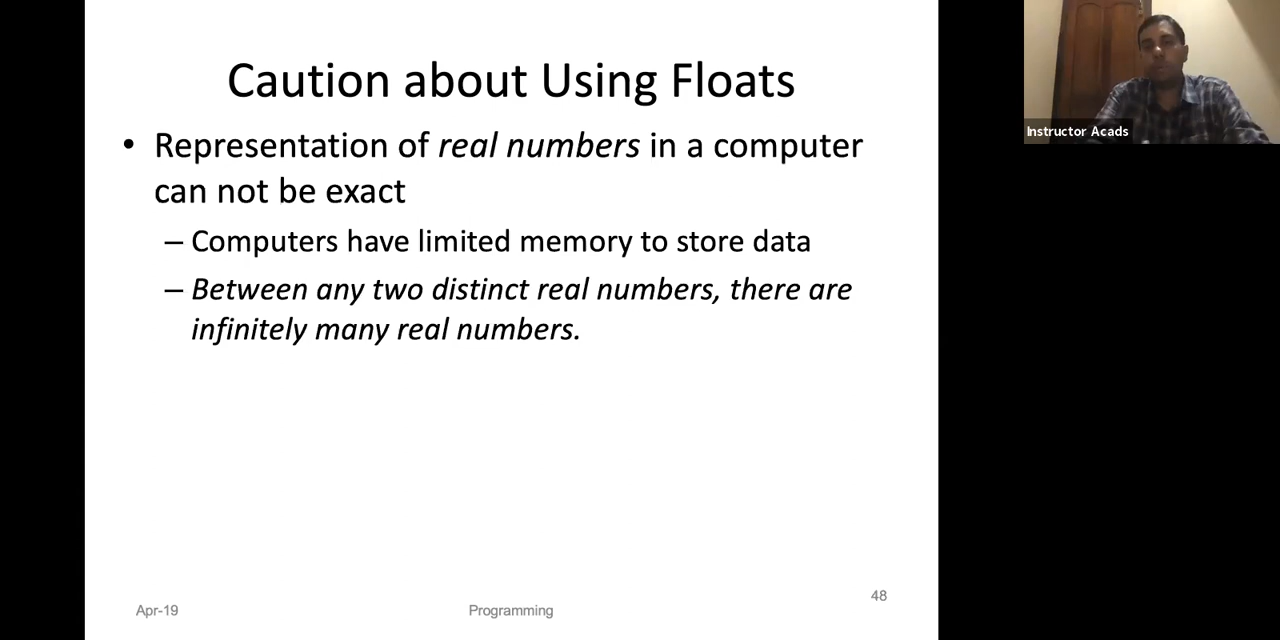 Caution about Using Floats
• Representation of real numbers in a computer
can not be exact
– Computers have limited memory to store data
– Between any two distinct real numbers, there are
infinitely many real numbers.
Apr-19
Programming
48
Instructor Acads